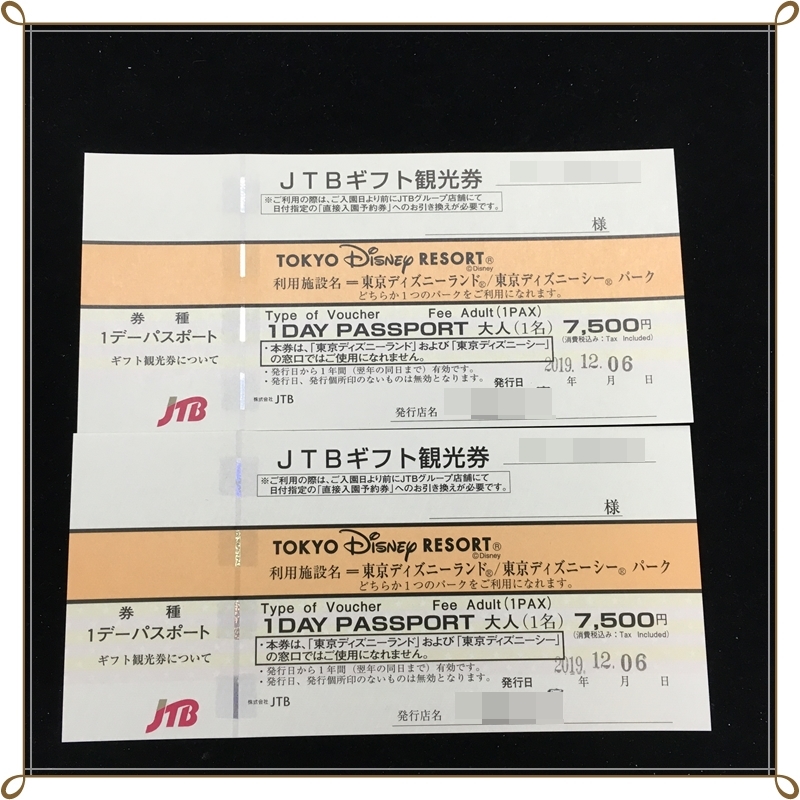 JTBギフト観光券
※ご利用の際は、ご入園日より前にJTBグループ店舗にて
日付指定の「直接入園予約券」へのお引き換えが必要です。
様
TOKYO Disney RESORT®
©Disney
利用施設名=東京ディズニーランド®/東京ディズニーシー® パーク
どちらか1つのパークをご利用になれます。
券種
1デーパスポート
ギフト観光券について
JTB
Type of Voucher Fee Adult(1PAX)
1DAY PASSPORT 大人(1名) 7,500円
(消費税込み:Tax Included)
・本券は、「東京ディズニーランド」および「東京ディズニーシー」
の窓口ではご使用になれません。
・発行日から1年間(翌年の同日まで)有効です。
・発行日、発行個所印のないものは無効となります。
発行日 2019.12.06
年 月 日
株式会社 JTB
発行店名
JTBギフト観光券
※ご利用の際は、ご入園日より前にJTBグループ店舗にて
日付指定の「直接入園予約券」へのお引き換えが必要です。
様
TOKYO Disney RESORT®
©Disney
利用施設名=東京ディズニーランド®/東京ディズニーシー® パーク
どちらか1つのパークをご利用になれます。
券種
1デーパスポート
ギフト観光券について
JTB
Type of Voucher Fee Adult(1PAX)
1DAY PASSPORT 大人(1名) 7,500円
(消費税込み:Tax Included)
・本券は、「東京ディズニーランド」および「東京ディズニーシー」
の窓口ではご使用になれません。
・発行日から1年間(翌年の同日まで)有効です。
・発行日、発行個所印のないものは無効となります。
発行日 2019.12.06
年 月 日
株式会社 JTB
発行店名